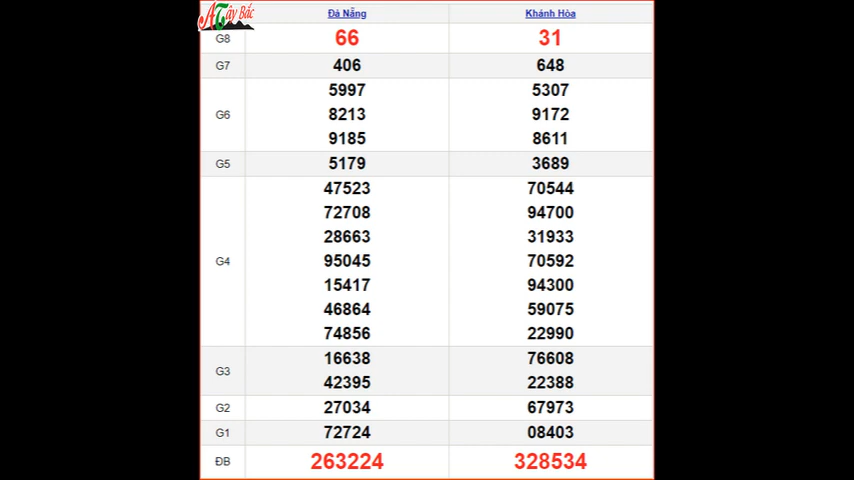 A Tây Bắc
Đà Nẵng Khánh Hòa
G8 66 31
G7 406 648
5997 5307
G6 8213 9172
9185 8611
G5 5179 3689
47523 70544
72708 94700
28663 31933
G4 95045 70592
15417 94300
46864 59075
74856 22990
G3 16638 76608
42395 22388
G2 27034 67973
G1 72724 08403
ĐB 263224 328534